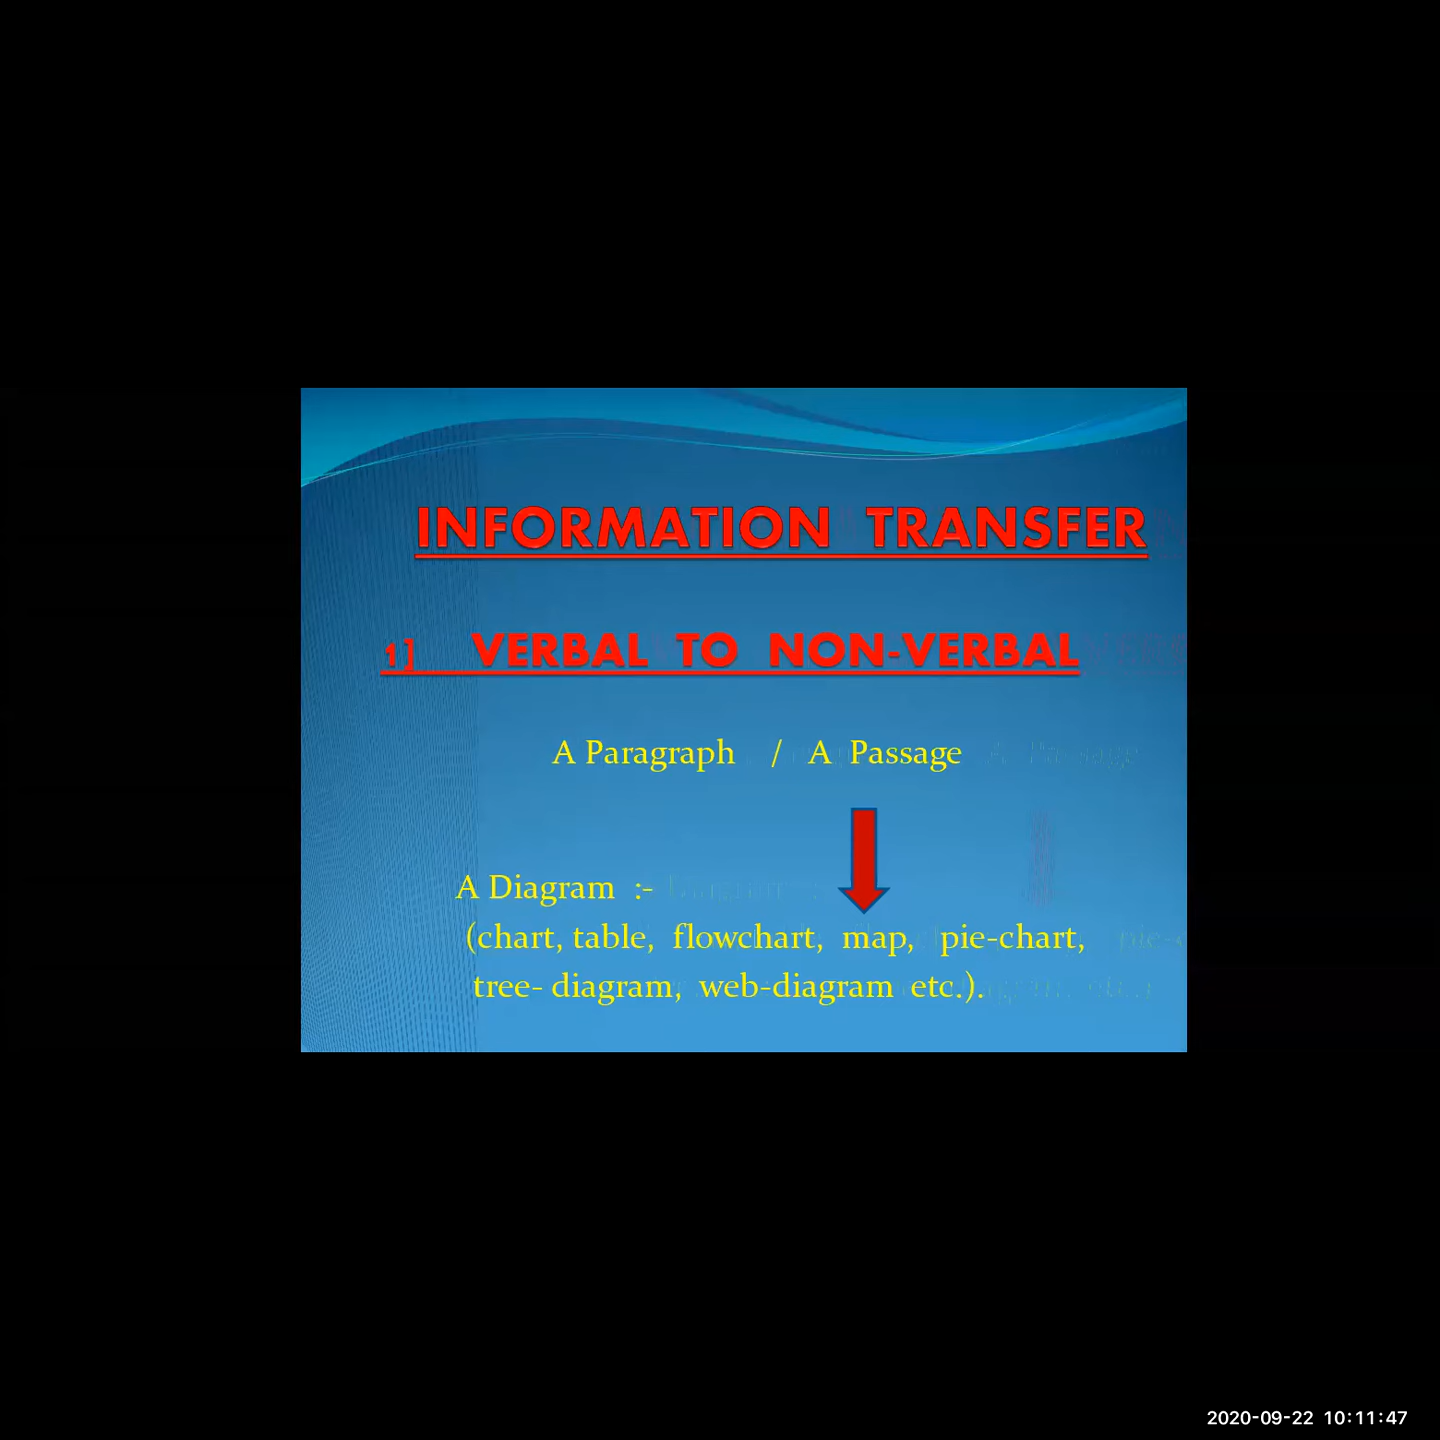 INFORMATION TRANSFER
1] VERBAL TO NON-VERBAL
A Paragraph / A Passage
A Diagram :-
(chart, table, flowchart, map, pie-chart,
tree- diagram, web-diagram etc.).
2020-09-22 10:11:47